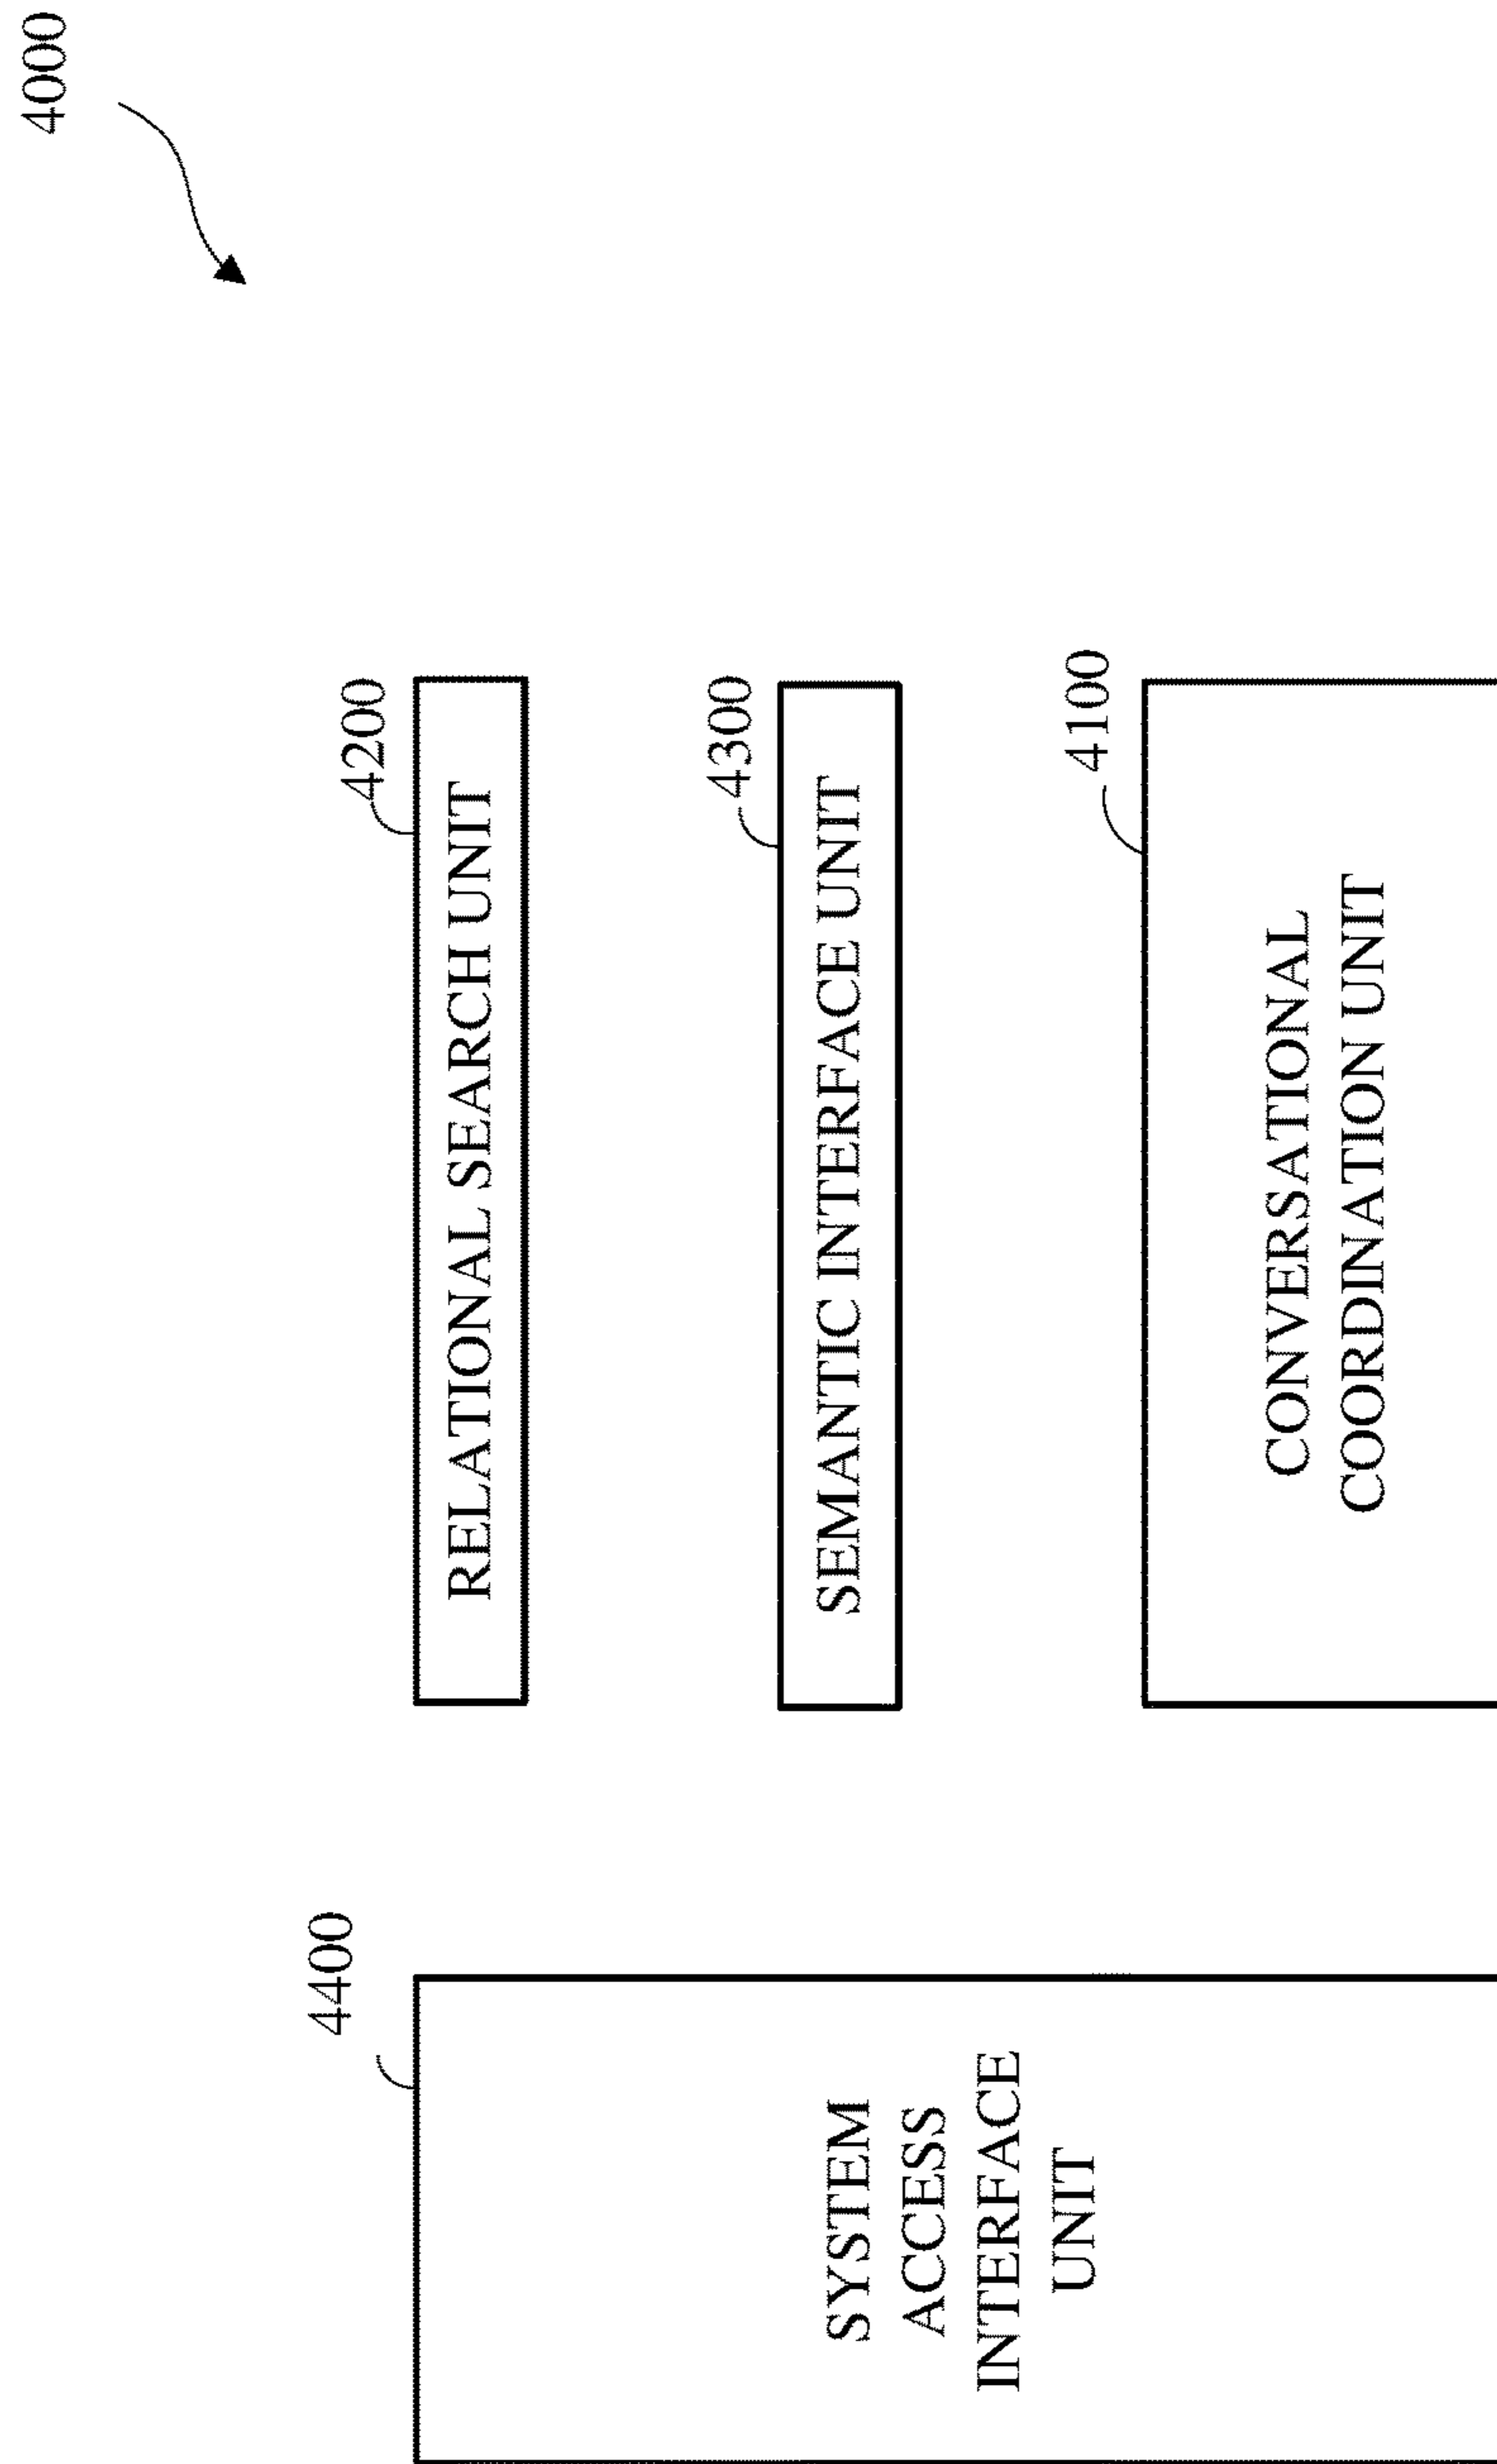 4000
4200
RELATIONAL SEARCH UNIT
4300
SEMANTIC INTERFACE UNIT
4100
CONVERSATIONAL
COORDINATION UNIT
4400
SYSTEM
ACCESS
INTERFACE
UNIT